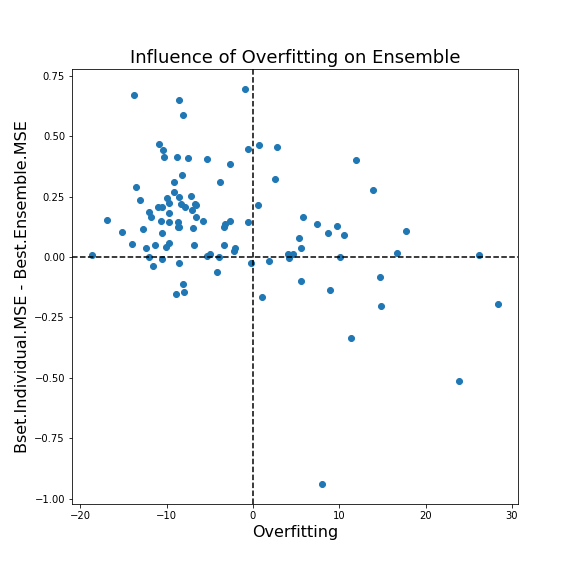 Influence of Overfitting on Ensemble
Bset.Individual.MSE - Best.Ensemble.MSE
0.75
0.50
0.25
0.00
−0.25
−0.50
−0.75
−1.00
−20 −10 0 10 20 30
Overfitting